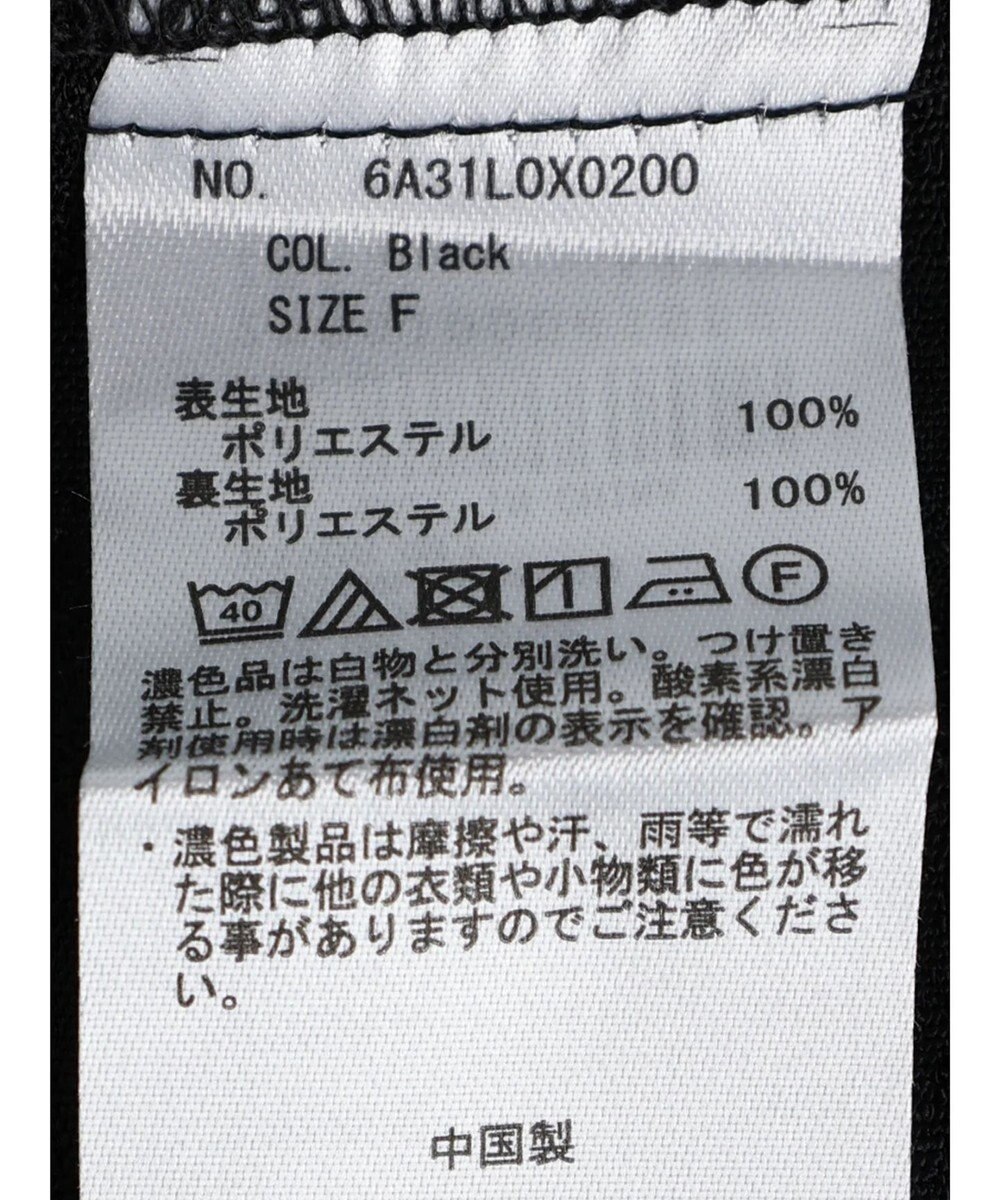 NO. 6A31L0X0200
COL. Black
SIZE F
表生地
ポリエステル 100%
裏生地
ポリエステル 100%
40 1 F
濃色品は白物と分別洗い。つけ置き
禁止。洗濯ネット使用。酸素系漂白
剤使用時は漂白剤の表示を確認。ア
イロンあて布使用。
・濃色製品は摩擦や汗、雨等で濡れ
た際に他の衣類や小物類に色が移
る事がありますのでご注意くださ
い。
中国製